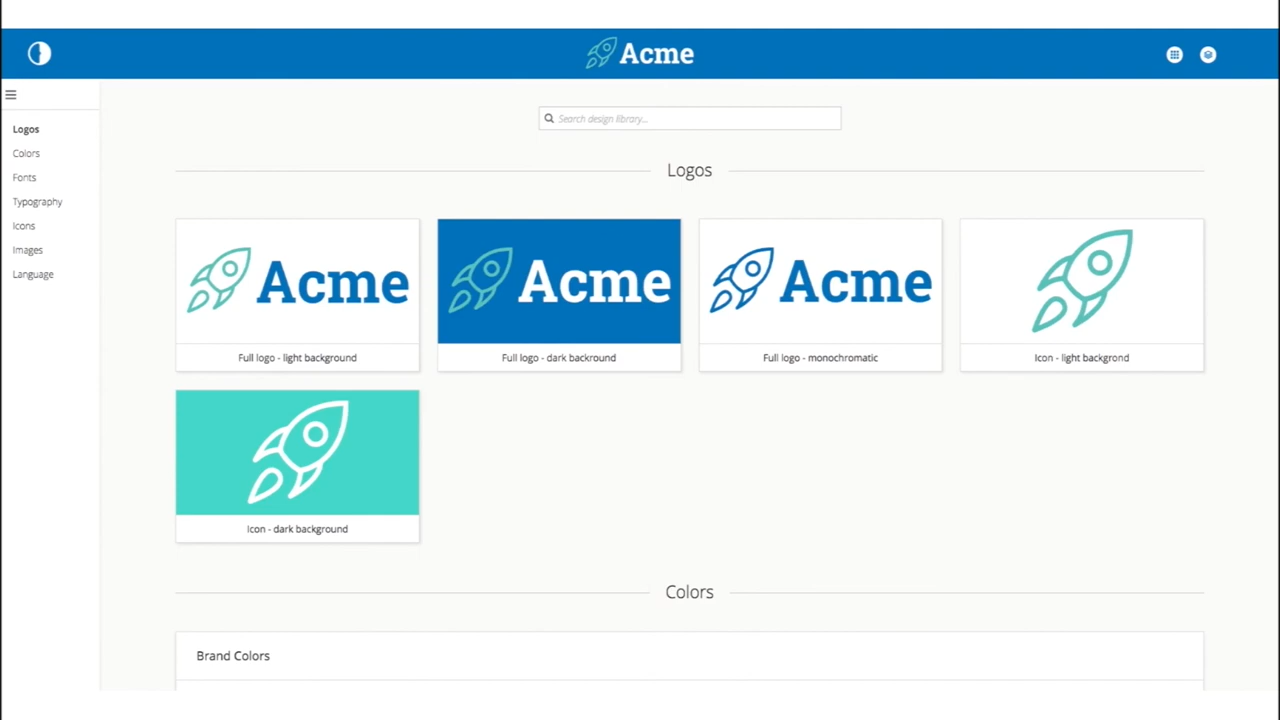 Acme
Search design library...
Logos
Colors
Fonts
Typography
Icons
Images
Language
Logos
Acme
Acme
Acme
Full logo - light background
Full logo - dark backround
Full logo - monochromatic
Icon - light backgrond
Icon - dark background
Colors
Brand Colors